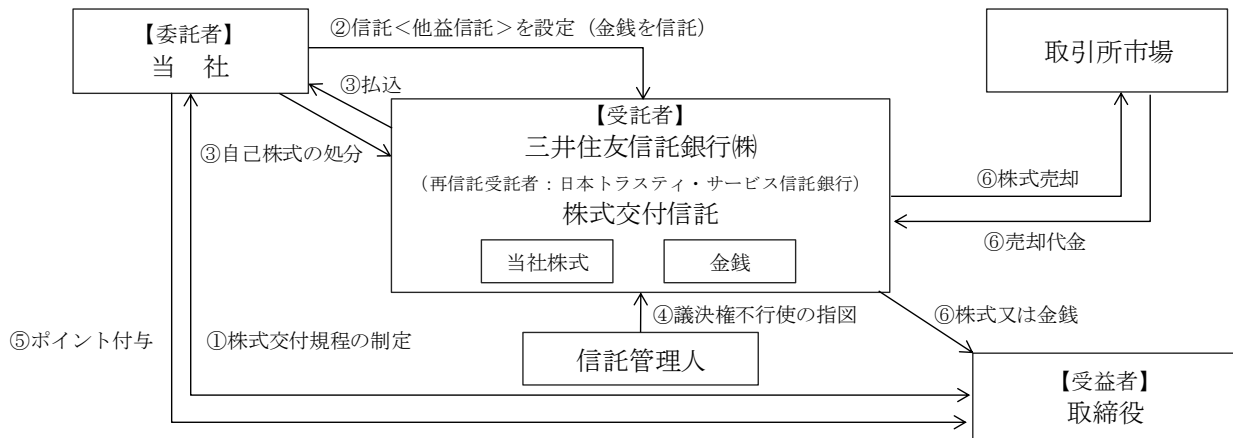 【委託者】
当 社
②信託<他益信託>を設定（金銭を信託）
取引所市場
③払込
③自己株式の処分
【受託者】
三井住友信託銀行㈱
（再信託受託者：日本トラスティ・サービス信託銀行）
株式交付信託
当社株式
金銭
⑥株式売却
⑥売却代金
④議決権不行使の指図
⑥株式又は金銭
⑤ポイント付与
①株式交付規程の制定
信託管理人
【受益者】
取締役